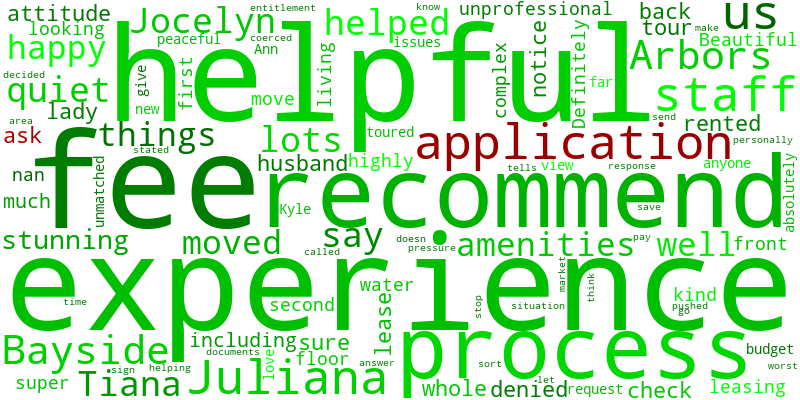 attitude
looking
Jocelyn
entitlement
know
helped
unprofessional
back
us
happy
peaceful
coerced
Ann
issues
tour
Beautiful
helpful
decided
quiet
give
first
living
complex
notice
Definitely
Arbors
staff
move
new
far
make
area
lady
ask
things
lots
toured
application
send
rented
personally
stated
nan
fee
unmatched
husband
highly
recommend
tells
response
view
anyone
absolutely
much
Kyle
save
stunning
moved
say
doesn
pressure
amenities
pay
well
front
called
experience
time
second
water
lease
stop
situation
market
think
kind
pushed
go
Bayside
including
documents
sure
floor
love
answer
process
budget
worst
super
Tiana
sign
helping
Juliana
whole
sort
denied
let
request
check
leasing